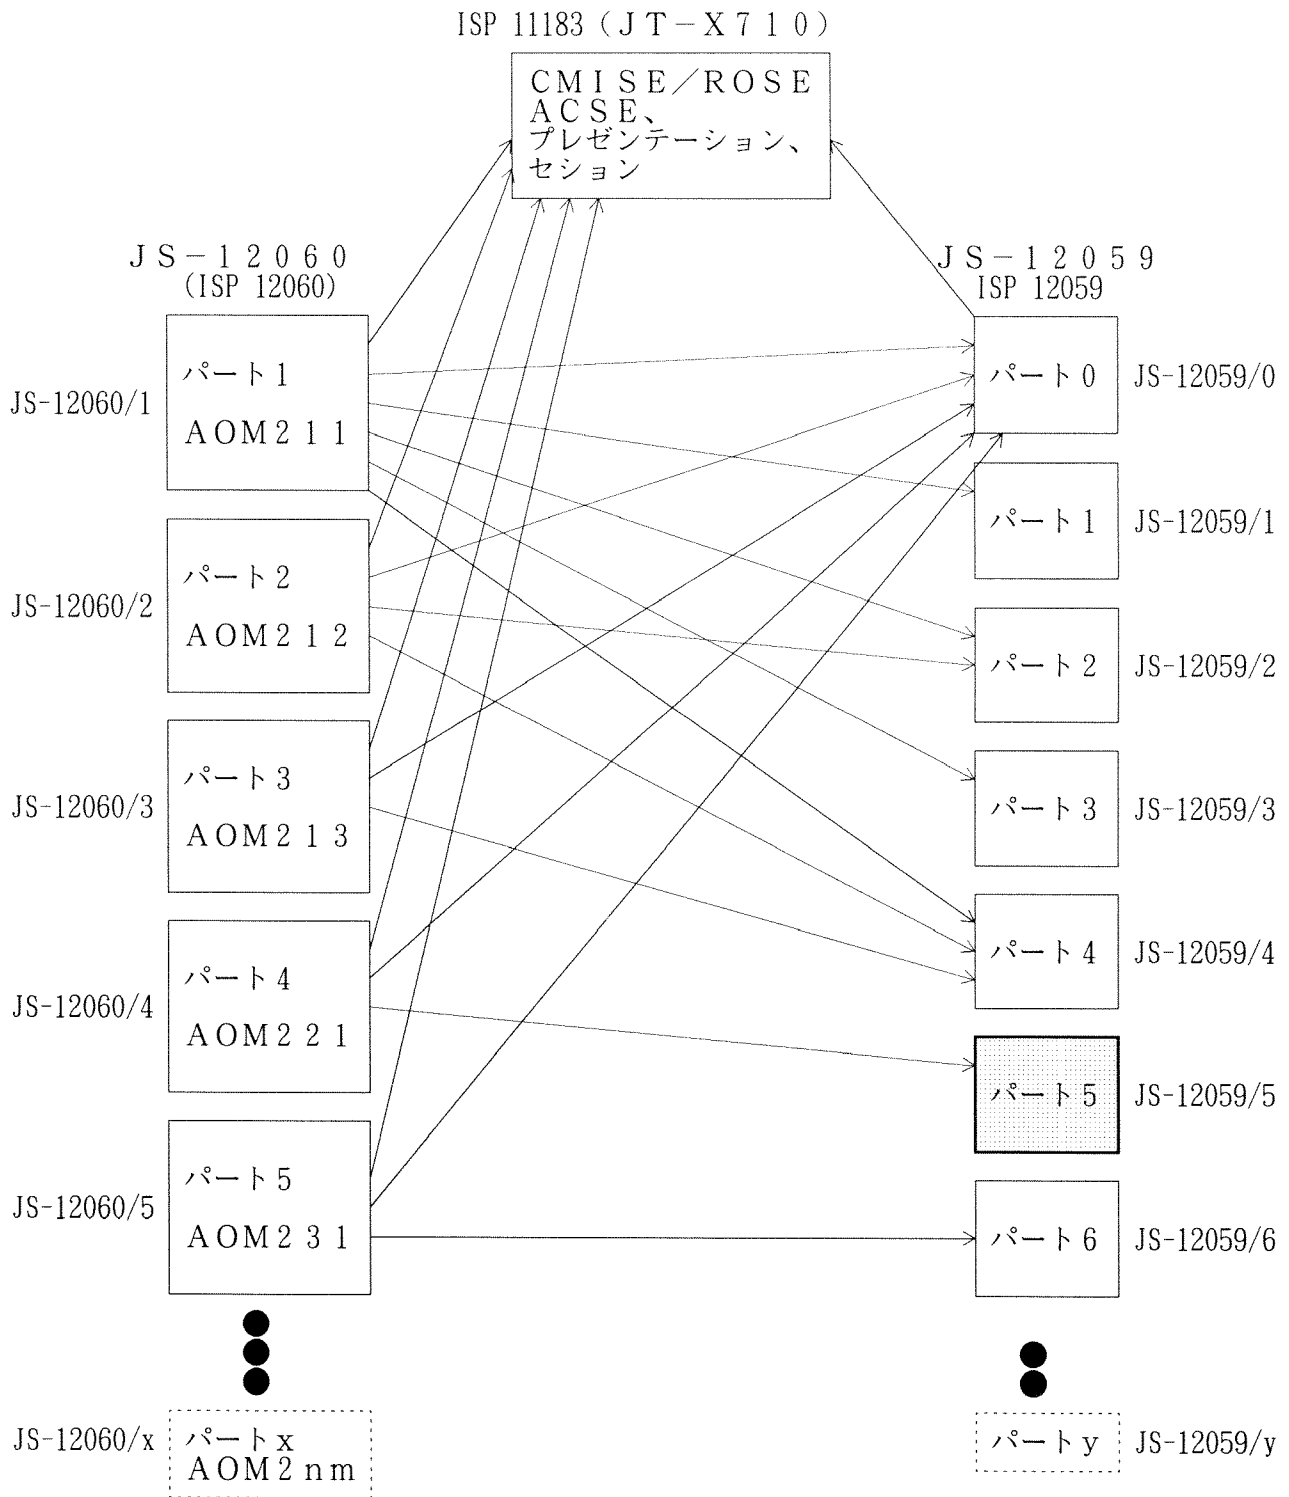 ISP 11183（ＪＴ－Ｘ７１０）
ＣＭＩＳＥ／ＲＯＳＥ
ＡＣＳＥ、
プレゼンテーション、
セション
ＪＳ－１２０６０
(ISP 12060)
ＪＳ－１２０５９
ISP 12059
JS-12060/1
パート１
ＡＯＭ２１１
パート０
JS-12059/0
パート１
JS-12059/1
JS-12060/2
パート２
ＡＯＭ２１２
パート２
JS-12059/2
JS-12060/3
パート３
ＡＯＭ２１３
パート３
JS-12059/3
JS-12060/4
パート４
ＡＯＭ２２１
パート４
JS-12059/4
パート５
JS-12059/5
JS-12060/5
パート５
ＡＯＭ２３１
パート６
JS-12059/6
JS-12060/x
パートｘ
ＡＯＭ２ｎｍ
パートｙ
JS-12059/y